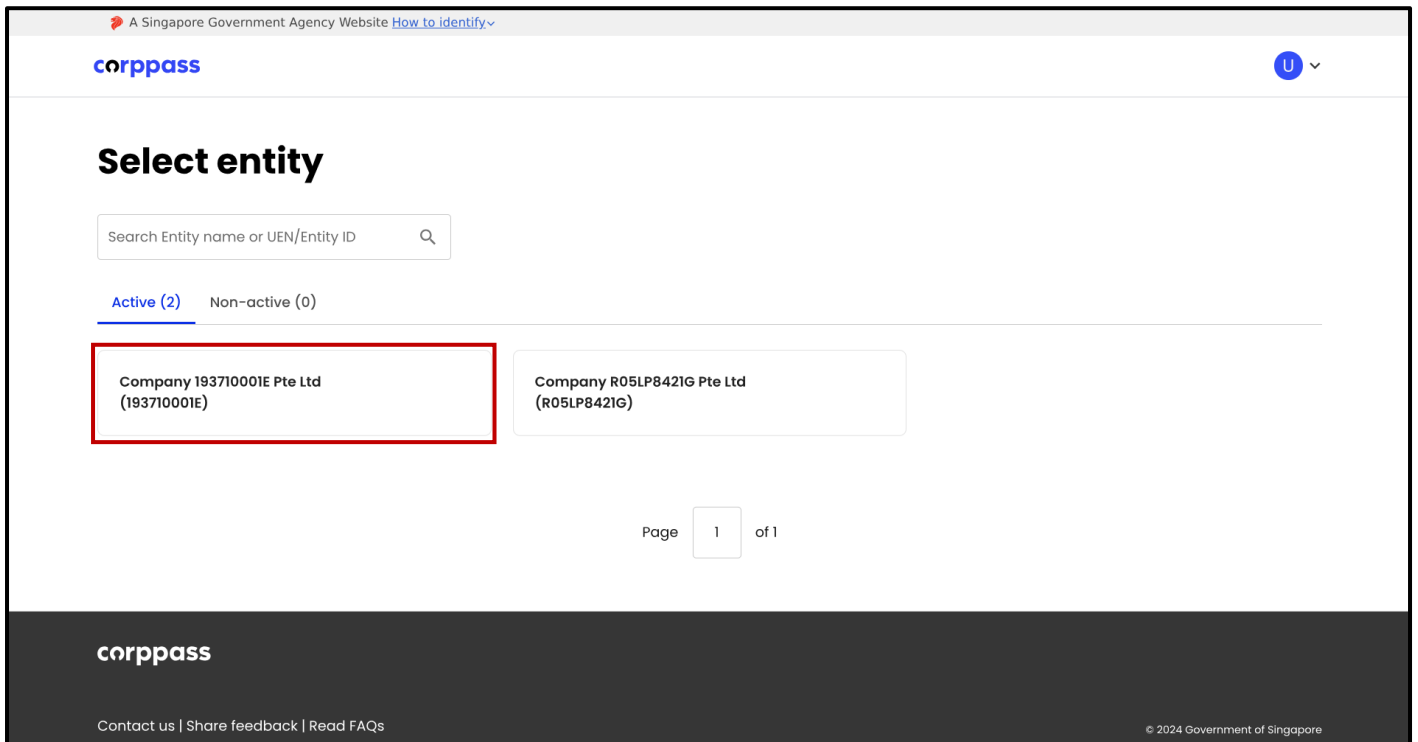 A Singapore Government Agency Website How to identify
corppass
U
Select entity
Search Entity name or UEN/Entity ID
Active (2) Non-active (0)
Company 193710001E Pte Ltd
(193710001E)
Company R05LP8421G Pte Ltd
(R05LP8421G)
Page 1 of 1
corppass
Contact us | Share feedback | Read FAQs
© 2024 Government of Singapore